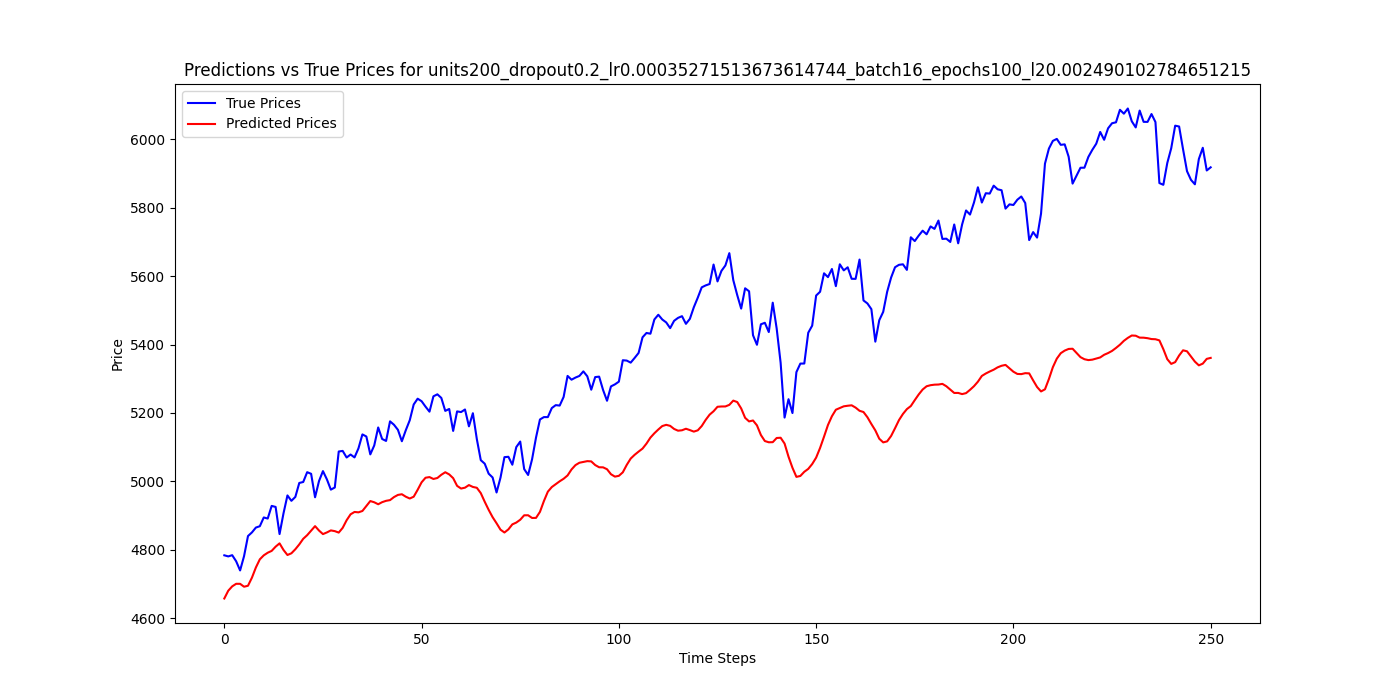 Predictions vs True Prices for units200_dropout0.2_lr0.00035271513673614744_batch16_epochs100_l20.002490102784651215
True Prices
Predicted Prices
Price
6000
5800
5600
5400
5200
5000
4800
4600
0 50 100 150 200 250
Time Steps